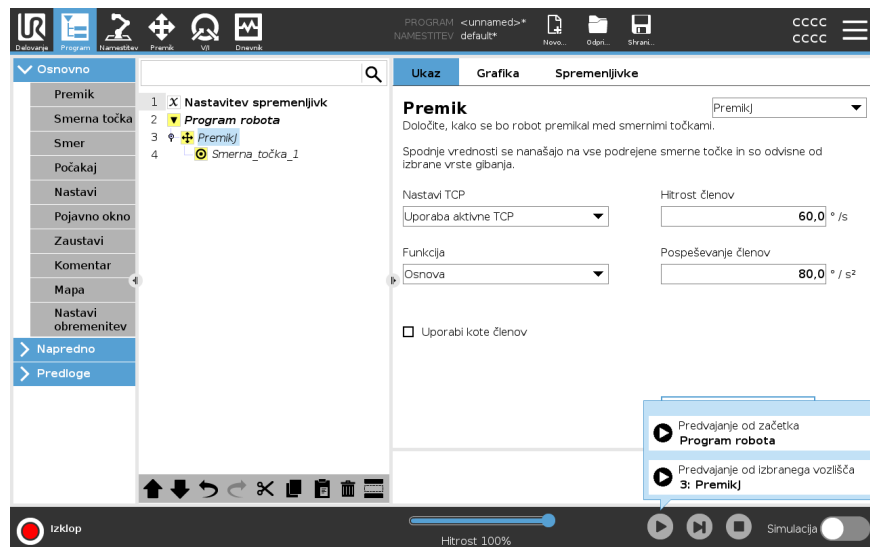 PROGRAM <unnamed>*
NAMESTITEV default*
Delovanje
Program
Namestitev
Premik
V/I
Dnevnik
Novo...
Odpri...
Shrani...
CCCC
CCCC
Osnovno
Premik
Smerna točka
Smer
Počakaj
Nastavi
Pojavno okno
Zaustavi
Komentar
Mapa
Nastavi
obremenitev
Napredno
Predloge
1 X Nastavitev spremenljivk
2 Program robota
3 PremikJ
4 Smerna_točka_1
Ukaz Grafika Spremenljivke
Premik
PremikJ
Določite, kako se bo robot premikal med smernimi točkami.
Spodnje vrednosti se nanašajo na vse podrejene smerne točke in so odvisne od
izbrane vrste gibanja.
Nastavi TCP
Hitrost členov
Uporaba aktivne TCP
60,0 ° /s
Funkcija
Pospeševanje členov
Osnova
80,0 ° / s²
Uporabi kote členov
Predvajanje od začetka
Program robota
Predvajanje od izbranega vozlišča
3: PremikJ
Izklop
Hitrost 100%
Simulacija